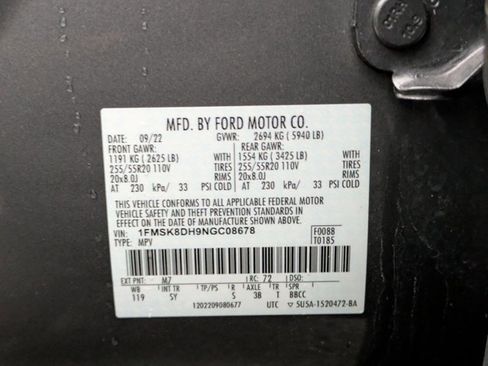 MFD. BY FORD MOTOR CO.
DATE: 09/22 GVWR: 2694 KG ( 5940 LB)
FRONT GAWR: REAR GAWR:
1191 KG ( 2625 LB) WITH 1554 KG ( 3425 LB) WITH
255/55R20 110V TIRES 255/55R20 110V TIRES
20x8.0J RIMS 20x8.0J RIMS
AT 230 kPa/ 33 PSI COLD AT 230 kPa/ 33 PSI COLD
THIS VEHICLE CONFORMS TO ALL APPLICABLE FEDERAL MOTOR
VEHICLE SAFETY AND THEFT PREVENTION STANDARDS IN
EFFECT ON THE DATE OF MANUFACTURE SHOWN ABOVE.
VIN: 1FMSK8DH9NGC08678 F0088
TYPE: MPV T0185
EXT PNT: M7 RC: 72 DSO:
WB INT TR TP/PS R AXLE TR SPR
119 5Y S 3B T BBCC
1202209080677 UTC 5U5A-1520472-BA